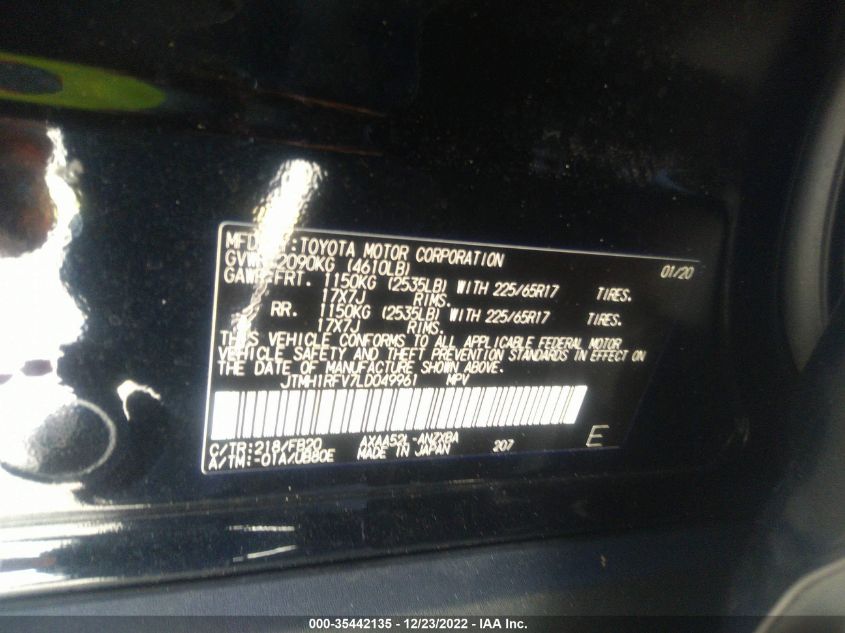 MFD BY:TOYOTA MOTOR CORPORATION 01/20
GVWR 2090KG (4610LB)
GAWR-FRT. 1150KG (2535LB) WITH 225/65R17 TIRES.
17X7J RIMS.
RR. 1150KG (2535LB) WITH 225/65R17 TIRES.
17X7J RIMS.
THIS VEHICLE CONFORMS TO ALL APPLICABLE FEDERAL MOTOR
VEHICLE SAFETY AND THEFT PREVENTION STANDARDS IN EFFECT ON
THE DATE OF MANUFACTURE SHOWN ABOVE.
JTMH1RFV7LD049961 MPV
C/TR:218/FB20 AXAA52L-ANZXBA 207 E
A/TM:-01A/UB80E MADE IN JAPAN
000-35442135 - 12/23/2022 - IAA Inc.